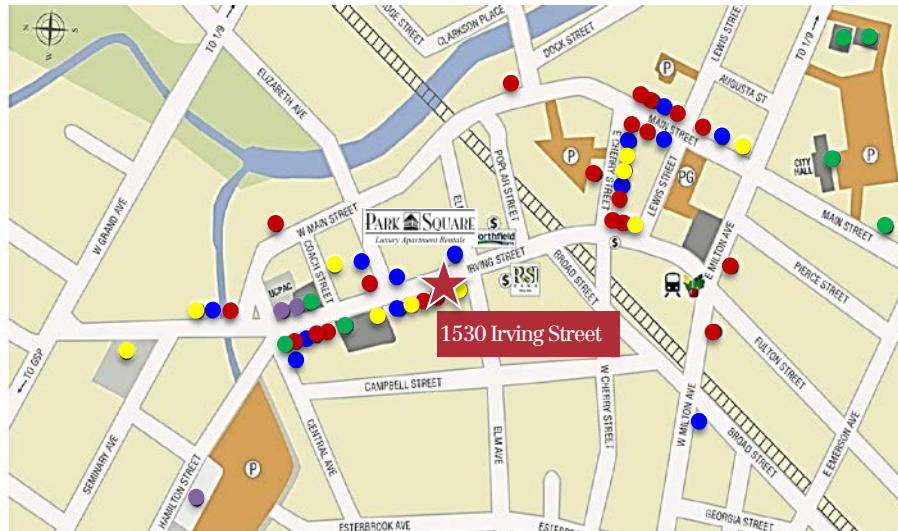 N
S
W
TO 1/9
CLARKSON PLACE
DOCK STREET
LEWIS STREET
TO 1/9
ELIZABETH AVE
AUGUSTA ST
P
MAIN STREET
E CHERRY STREET
POPLAR STREET
P
P
PG
CITY HALL
P
LEWIS STREET
W GRAND AVE
W MAIN STREET
PARK SQUARE
Luxury Apartment Rentals
$
Northfield
MAIN STREET
COACH STREET
IRVING STREET
BROAD STREET
$
E MILTON AVE
PIERCE STREET
UCPAC
$
RSI
BANK
1530 Irving Street
FULTON STREET
TO GSP
CAMPBELL STREET
W CHERRY STREET
W MILTON AVE
SEMINARY AVE
CENTRAL AVE
ELM AVE
BROAD STREET
E EMERSON AVE
HAMILTON STREET
P
P
GEORGIA STREET
ESTERBROOK AVE